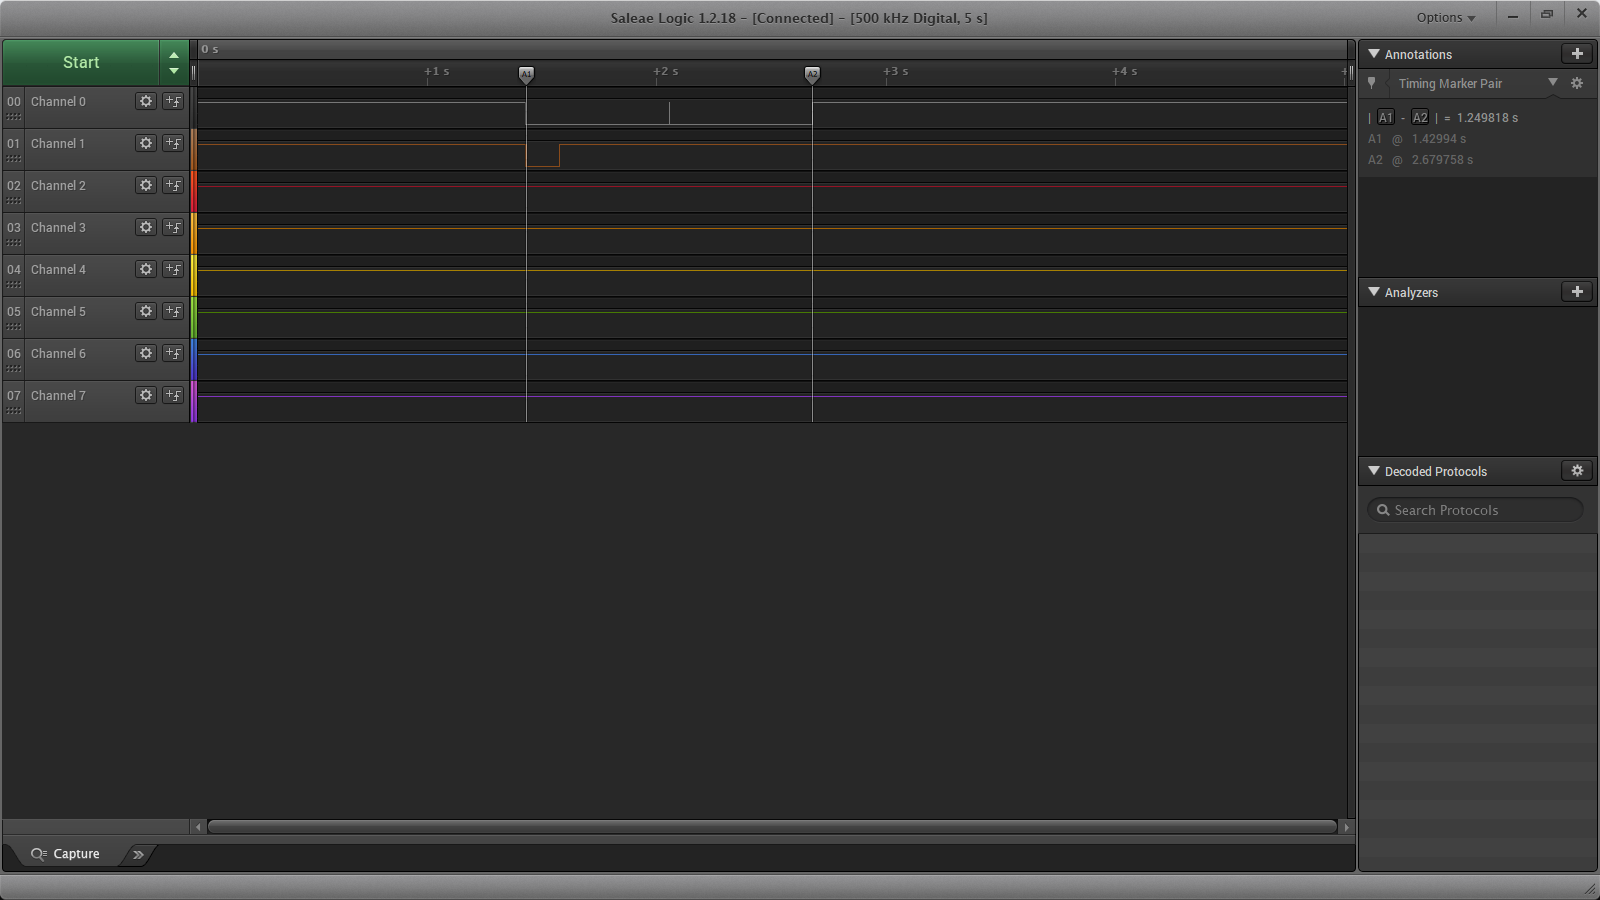 Saleae Logic 1.2.18 - [Connected] - [500 kHz Digital, 5 s]
Options
Start
0 s
+1 s
+2 s
+3 s
+4 s
+
A1
A2
00 Channel 0
01 Channel 1
02 Channel 2
03 Channel 3
04 Channel 4
05 Channel 5
06 Channel 6
07 Channel 7
Annotations
Timing Marker Pair
| A1 - A2 | = 1.249818 s
A1 @ 1.42994 s
A2 @ 2.679758 s
Analyzers
Decoded Protocols
Search Protocols
Capture